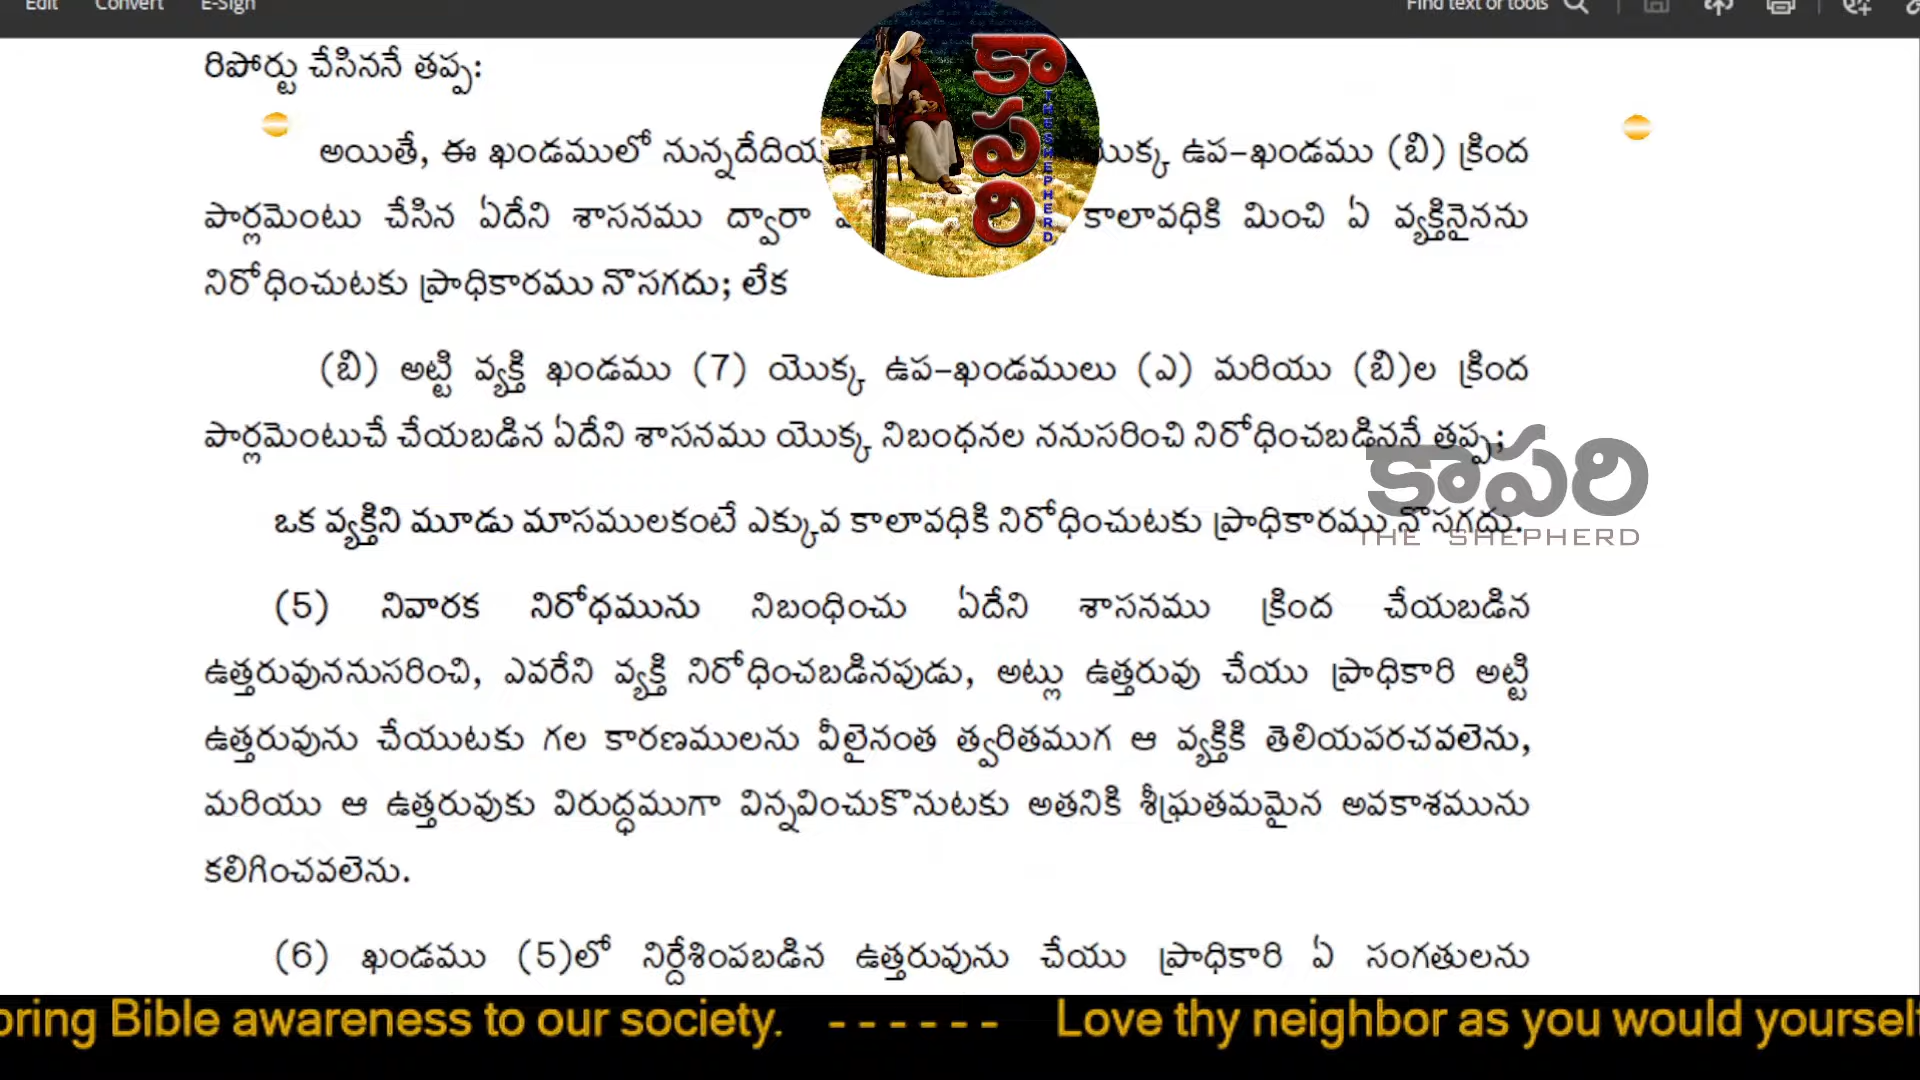 Edit Convert E-Sign Find text or tools
రిపోర్టు చేసిననే తప్ప:
అయితే, ఈ ఖండములో నున్నదేదియ యొక్క ఉప-ఖండము (బి) క్రింద
పార్లమెంటు చేసిన ఏదేని శాసనము ద్వారా కాలావధికి మించి ఏ వ్యక్తినైనను
నిరోధించుటకు ప్రాధికారము నొసగదు; లేక
(బి) అట్టి వ్యక్తి ఖండము (7) యొక్క ఉప-ఖండములు (ఎ) మరియు (బి)ల క్రింద
పార్లమెంటుచే చేయబడిన ఏదేని శాసనము యొక్క నిబంధనల ననుసరించి నిరోధించబడిననే తప్ప;
ఒక వ్యక్తిని మూడు మాసములకంటే ఎక్కువ కాలావధికి నిరోధించుటకు ప్రాధికారము నొసగదు.
(5) నివారక నిరోధమును నిబంధించు ఏదేని శాసనము క్రింద చేయబడిన
ఉత్తరువుననుసరించి, ఎవరేని వ్యక్తి నిరోధించబడినపుడు, అట్లు ఉత్తరువు చేయు ప్రాధికారి అట్టి
ఉత్తరువును చేయుటకు గల కారణములను వీలైనంత త్వరితముగ ఆ వ్యక్తికి తెలియపరచవలెను,
మరియు ఆ ఉత్తరువుకు విరుద్ధముగా విన్నవించుకొనుటకు అతనికి శీఘ్రతమమైన అవకాశమును
కలిగించవలెను.
(6) ఖండము (5)లో నిర్దేశింపబడిన ఉత్తరువును చేయు ప్రాధికారి ఏ సంగతులను
కాపరి
THE SHEPHERD
కాపరి
THE SHEPHERD
oring Bible awareness to our society. - - - - - - Love thy neighbor as you would yourself